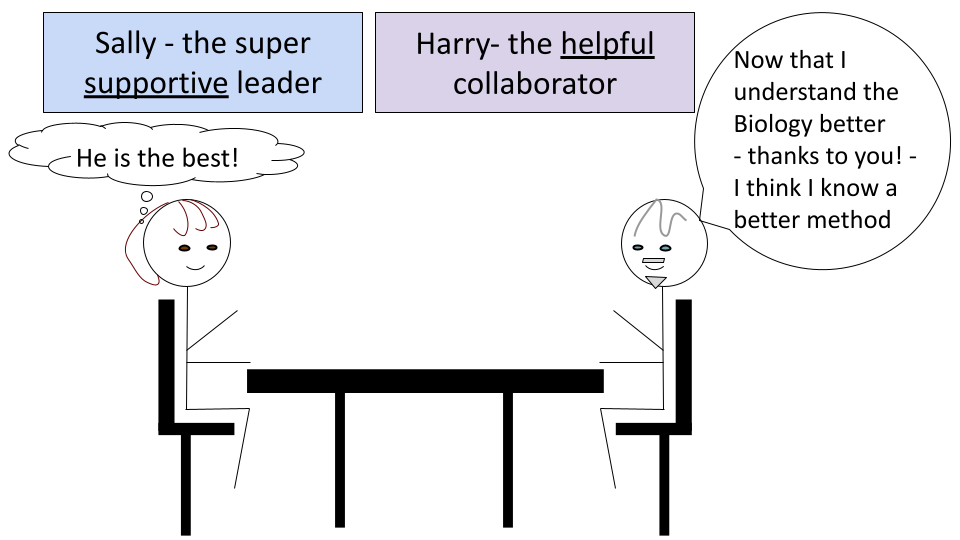 Sally - the super
supportive leader
Harry- the helpful
collaborator
He is the best!
Now that I
understand the
Biology better
- thanks to you! -
I think I know a
better method